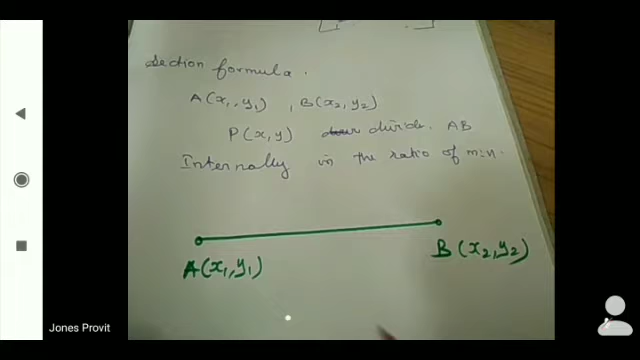 Section formula.
A(x₁,y₁), B(x₂,y₂)
P(x,y) divide AB
Internally in the ratio of m:n.
A(x₁,y₁)
B(x₂,y₂)
Jones Provit